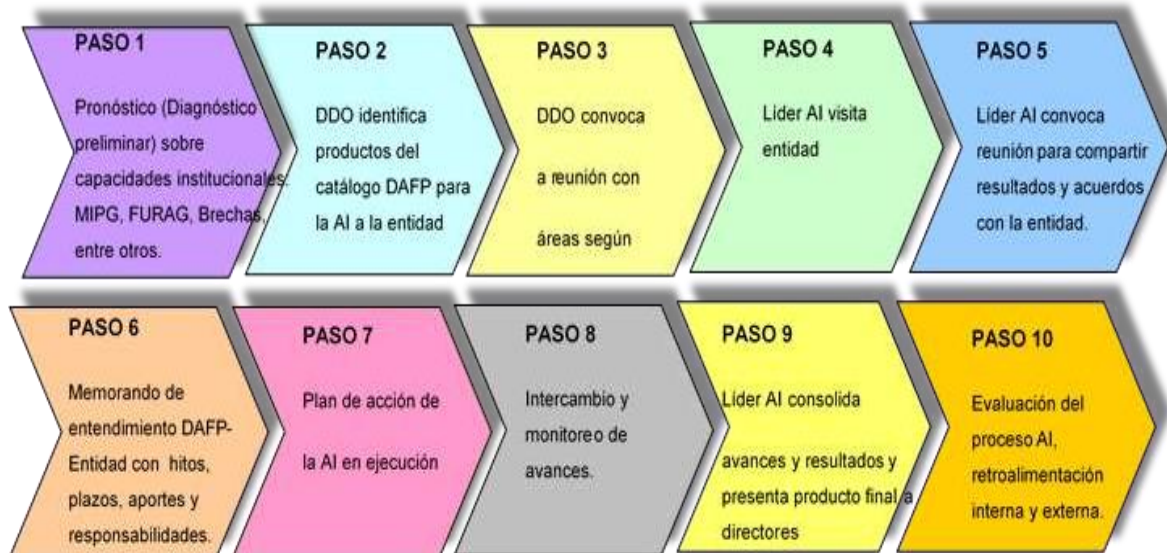 PASO 1
Pronóstico (Diagnóstico
preliminar) sobre
capacidades institucionales:
MIPG, FURAG, Brechas,
entre otros.
PASO 2
DDO identifica
productos del
catálogo DAFP para
la AI a la entidad
PASO 3
DDO convoca
a reunión con
áreas según
PASO 4
Líder AI visita
entidad
PASO 5
Líder AI convoca
reunión para compartir
resultados y acuerdos
con la entidad.
PASO 6
Memorando de
entendimiento DAFP-
Entidad con hitos,
plazos, aportes y
responsabilidades.
PASO 7
Plan de acción de
la AI en ejecución
PASO 8
Intercambio y
monitoreo de
avances.
PASO 9
Líder AI consolida
avances y resultados y
presenta producto final a
directores
PASO 10
Evaluación del
proceso AI,
retroalimentación
interna y externa.